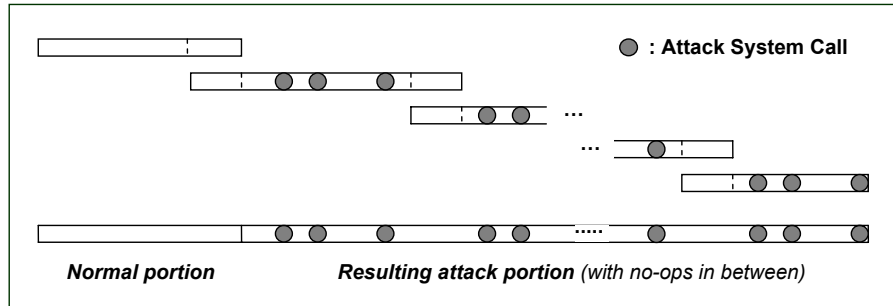 : Attack System Call
...
...
.....
Normal portion
Resulting attack portion (with no-ops in between)